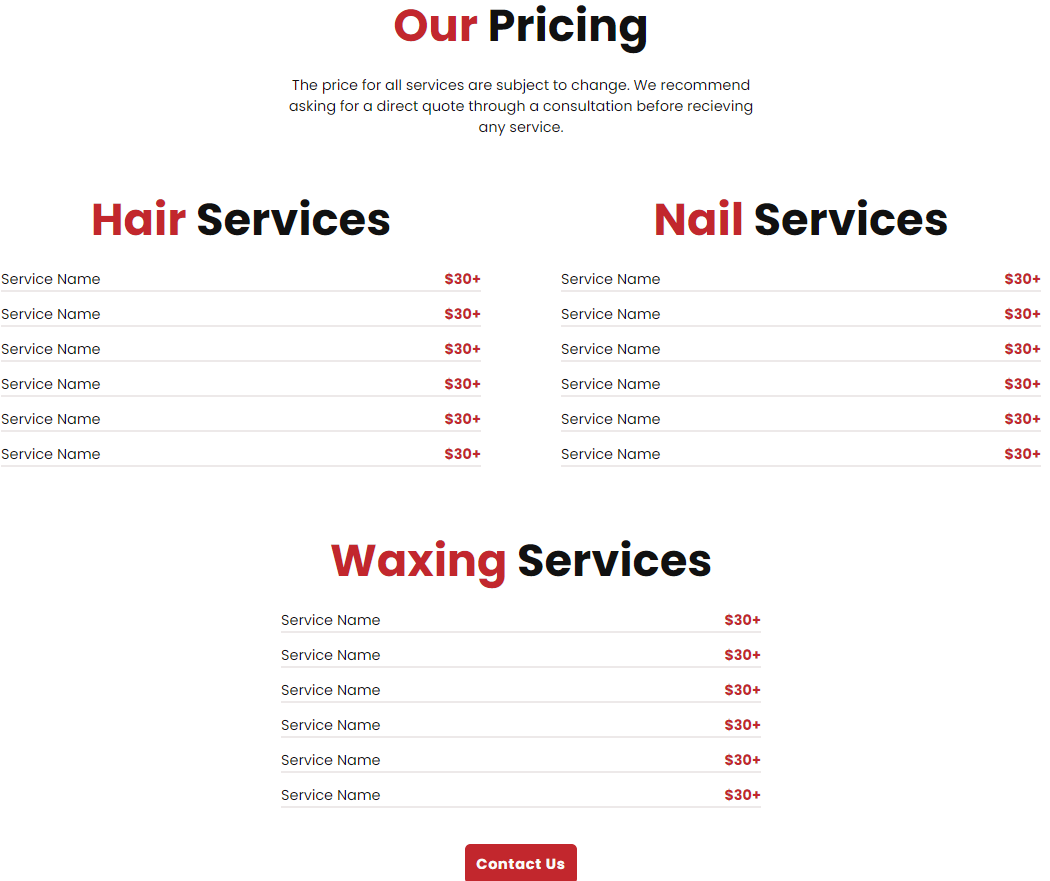 Our Pricing
The price for all services are subject to change. We recommend
asking for a direct quote through a consultation before recieving
any service.
Hair Services
Service Name $30+
Service Name $30+
Service Name $30+
Service Name $30+
Service Name $30+
Service Name $30+
Nail Services
Service Name $30+
Service Name $30+
Service Name $30+
Service Name $30+
Service Name $30+
Service Name $30+
Waxing Services
Service Name $30+
Service Name $30+
Service Name $30+
Service Name $30+
Service Name $30+
Service Name $30+
Contact Us